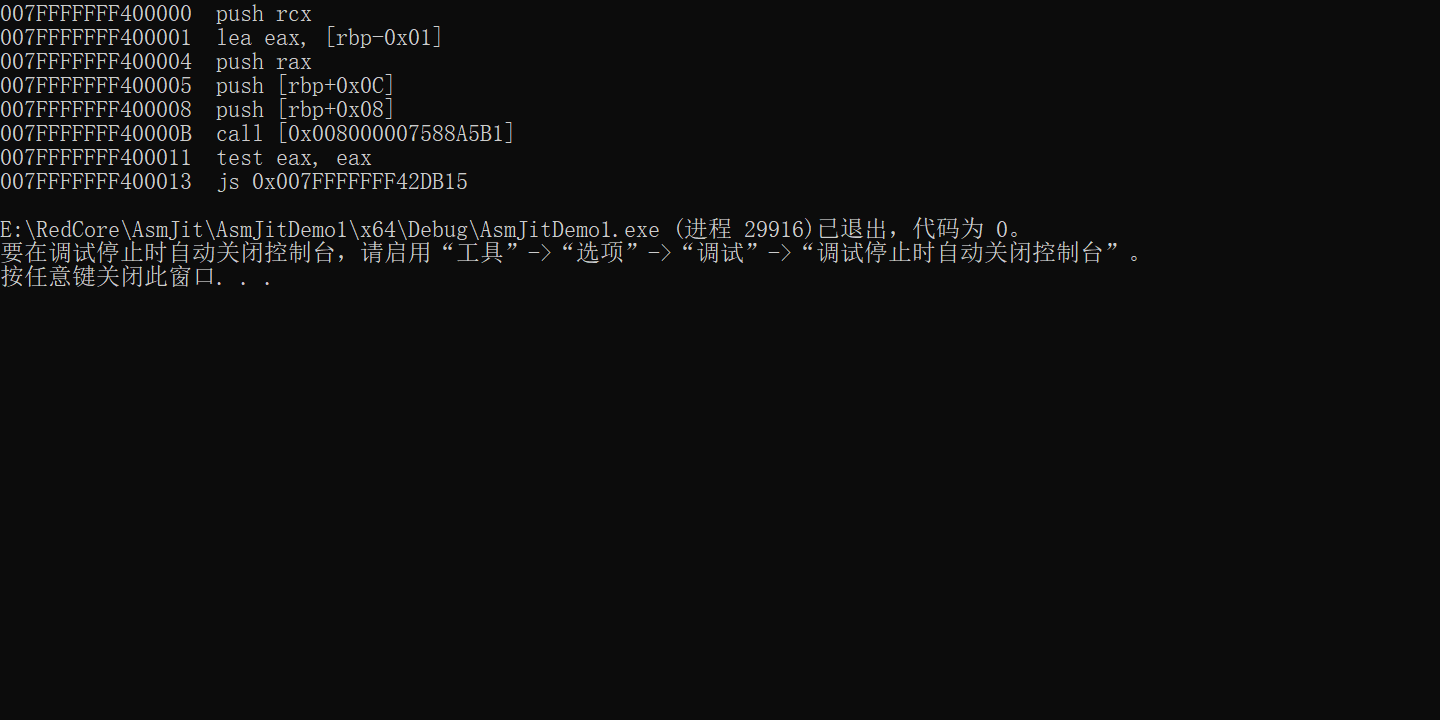 007FFFFFFF400000  push rcx
007FFFFFFF400001  lea eax, [rbp-0x01]
007FFFFFFF400004  push rax
007FFFFFFF400005  push [rbp+0x0C]
007FFFFFFF400008  push [rbp+0x08]
007FFFFFFF40000B  call [0x008000007588A5B1]
007FFFFFFF400011  test eax, eax
007FFFFFFF400013  js 0x007FFFFFFF42DB15
E:\RedCore\AsmJit\AsmJitDemo1\x64\Debug\AsmJitDemo1.exe (进程 29916)已退出，代码为 0。
要在调试停止时自动关闭控制台，请启用“工具”->“选项”->“调试”->“调试停止时自动关闭控制台”。
按任意键关闭此窗口. . .